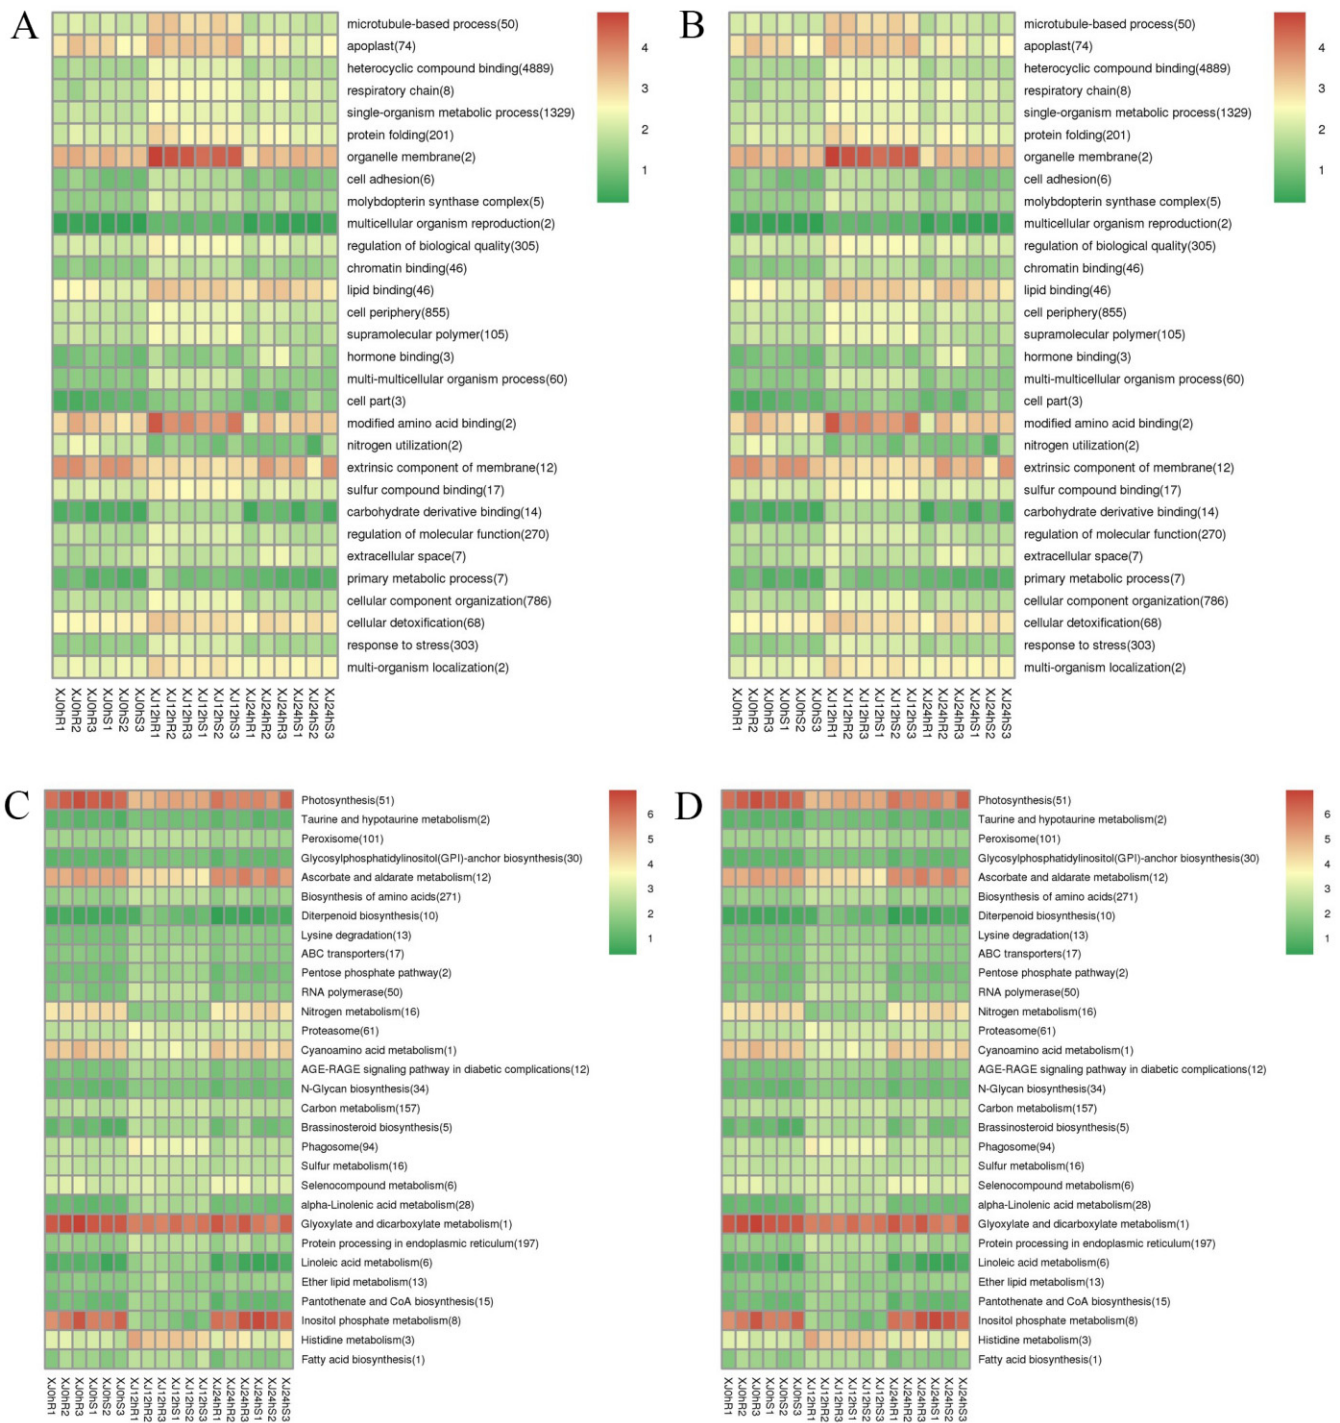 A
microtubule-based process(50)
apoplast(74)
heterocyclic compound binding(4889)
respiratory chain(8)
single-organism metabolic process(1329)
protein folding(201)
organelle membrane(2)
cell adhesion(6)
molybdopterin synthase complex(5)
multicellular organism reproduction(2)
regulation of biological quality(305)
chromatin binding(46)
lipid binding(46)
cell periphery(855)
supramolecular polymer(105)
hormone binding(3)
multi-multicellular organism process(60)
cell part(3)
modified amino acid binding(2)
nitrogen utilization(2)
extrinsic component of membrane(12)
sulfur compound binding(17)
carbohydrate derivative binding(14)
regulation of molecular function(270)
extracellular space(7)
primary metabolic process(7)
cellular component organization(786)
cellular detoxification(68)
response to stress(303)
multi-organism localization(2)
4
3
2
1
XJ0hR1
XJ0hR2
XJ0hR3
XJ0hS1
XJ0hS2
XJ0hS3
XJ12hR1
XJ12hR2
XJ12hR3
XJ12hS1
XJ12hS2
XJ12hS3
XJ24hR1
XJ24hR2
XJ24hR3
XJ24hS1
XJ24hS2
XJ24hS3
B
microtubule-based process(50)
apoplast(74)
heterocyclic compound binding(4889)
respiratory chain(8)
single-organism metabolic process(1329)
protein folding(201)
organelle membrane(2)
cell adhesion(6)
molybdopterin synthase complex(5)
multicellular organism reproduction(2)
regulation of biological quality(305)
chromatin binding(46)
lipid binding(46)
cell periphery(855)
supramolecular polymer(105)
hormone binding(3)
multi-multicellular organism process(60)
cell part(3)
modified amino acid binding(2)
nitrogen utilization(2)
extrinsic component of membrane(12)
sulfur compound binding(17)
carbohydrate derivative binding(14)
regulation of molecular function(270)
extracellular space(7)
primary metabolic process(7)
cellular component organization(786)
cellular detoxification(68)
response to stress(303)
multi-organism localization(2)
4
3
2
1
XJ0hR1
XJ0hR2
XJ0hR3
XJ0hS1
XJ0hS2
XJ0hS3
XJ12hR1
XJ12hR2
XJ12hR3
XJ12hS1
XJ12hS2
XJ12hS3
XJ24hR1
XJ24hR2
XJ24hR3
XJ24hS1
XJ24hS2
XJ24hS3
C
Photosynthesis(51)
Taurine and hypotaurine metabolism(2)
Peroxisome(101)
Glycosylphosphatidylinositol(GPI)-anchor biosynthesis(30)
Ascorbate and aldarate metabolism(12)
Biosynthesis of amino acids(271)
Diterpenoid biosynthesis(10)
Lysine degradation(13)
ABC transporters(17)
Pentose phosphate pathway(2)
RNA polymerase(50)
Nitrogen metabolism(16)
Proteasome(61)
Cyanoamino acid metabolism(1)
AGE-RAGE signaling pathway in diabetic complications(12)
N-Glycan biosynthesis(34)
Carbon metabolism(157)
Brassinosteroid biosynthesis(5)
Phagosome(94)
Sulfur metabolism(16)
Selenocompound metabolism(6)
alpha-Linolenic acid metabolism(28)
Glyoxylate and dicarboxylate metabolism(1)
Protein processing in endoplasmic reticulum(197)
Linoleic acid metabolism(6)
Ether lipid metabolism(13)
Pantothenate and CoA biosynthesis(15)
Inositol phosphate metabolism(8)
Histidine metabolism(3)
Fatty acid biosynthesis(1)
6
5
4
3
2
1
XJ0hR1
XJ0hR2
XJ0hR3
XJ0hS1
XJ0hS2
XJ0hS3
XJ12hR1
XJ12hR2
XJ12hR3
XJ12hS1
XJ12hS2
XJ12hS3
XJ24hR1
XJ24hR2
XJ24hR3
XJ24hS1
XJ24hS2
XJ24hS3
D
Photosynthesis(51)
Taurine and hypotaurine metabolism(2)
Peroxisome(101)
Glycosylphosphatidylinositol(GPI)-anchor biosynthesis(30)
Ascorbate and aldarate metabolism(12)
Biosynthesis of amino acids(271)
Diterpenoid biosynthesis(10)
Lysine degradation(13)
ABC transporters(17)
Pentose phosphate pathway(2)
RNA polymerase(50)
Nitrogen metabolism(16)
Proteasome(61)
Cyanoamino acid metabolism(1)
AGE-RAGE signaling pathway in diabetic complications(12)
N-Glycan biosynthesis(34)
Carbon metabolism(157)
Brassinosteroid biosynthesis(5)
Phagosome(94)
Sulfur metabolism(16)
Selenocompound metabolism(6)
alpha-Linolenic acid metabolism(28)
Glyoxylate and dicarboxylate metabolism(1)
Protein processing in endoplasmic reticulum(197)
Linoleic acid metabolism(6)
Ether lipid metabolism(13)
Pantothenate and CoA biosynthesis(15)
Inositol phosphate metabolism(8)
Histidine metabolism(3)
Fatty acid biosynthesis(1)
6
5
4
3
2
1
XJ0hR1
XJ0hR2
XJ0hR3
XJ0hS1
XJ0hS2
XJ0hS3
XJ12hR1
XJ12hR2
XJ12hR3
XJ12hS1
XJ12hS2
XJ12hS3
XJ24hR1
XJ24hR2
XJ24hR3
XJ24hS1
XJ24hS2
XJ24hS3